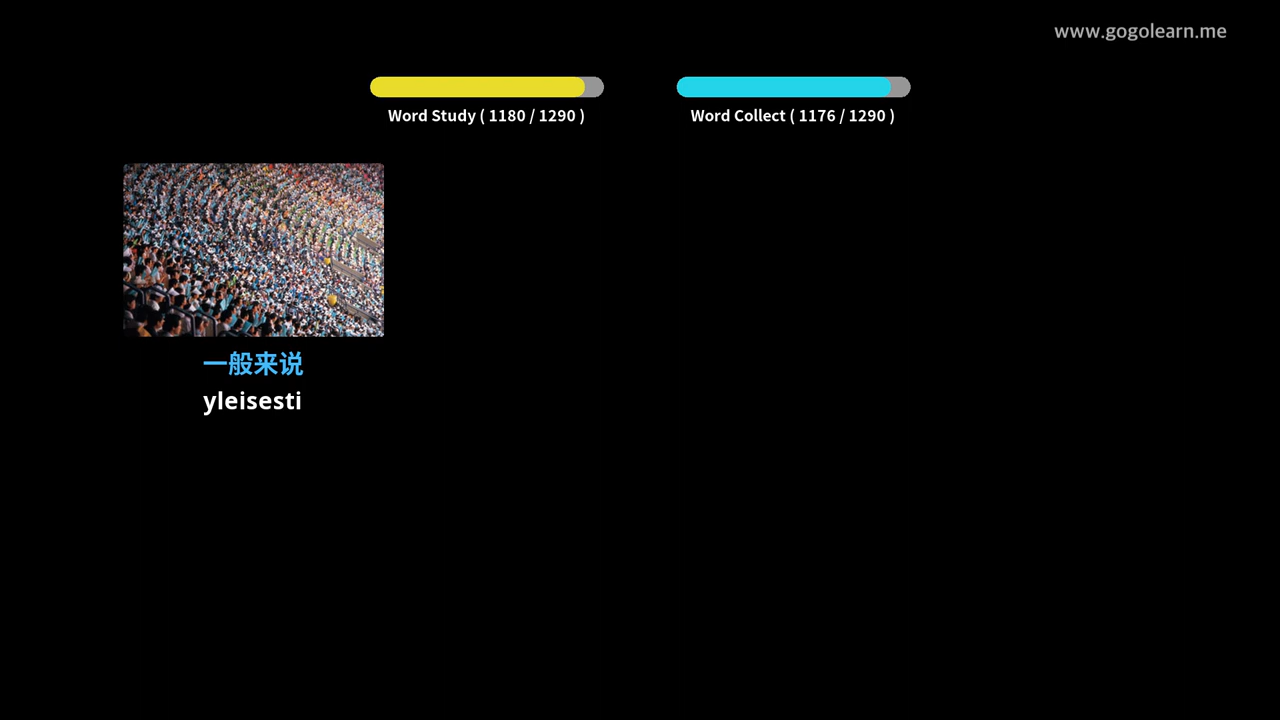 www.gogolearn.me
Word Study ( 1180 / 1290 )
Word Collect ( 1176 / 1290 )
一般来说
yleisesti